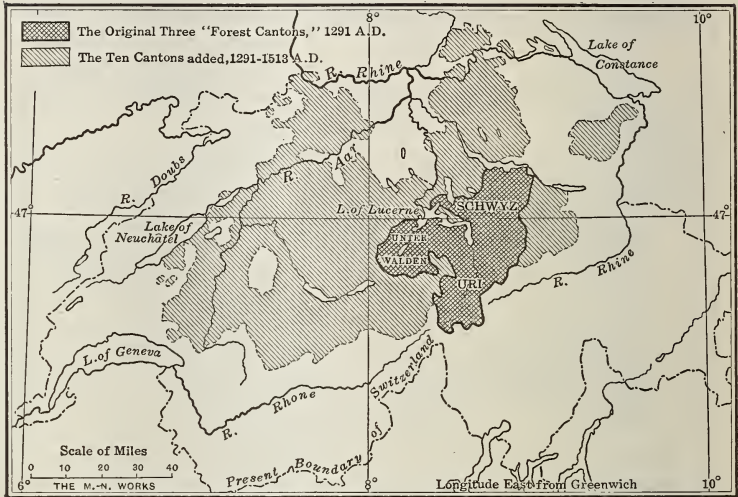 8°
10°
The Original Three "Forest Cantons," 1291 A.D.
The Ten Cantons added, 1291-1513 A.D.
R. Rhine
Lake of
Constance
R. Doubs
R. Aar
47°
L. of Lucerne
SCHWYZ
47°
Lake of
Neuchâtel
UNTER
WALDEN
URI
R. Rhine
L. of Geneva
R. Rhone
Present Boundary of Switzerland
Scale of Miles
0 10 20 30 40
THE M.-N. WORKS
6°
8°
Longitude East from Greenwich
10°